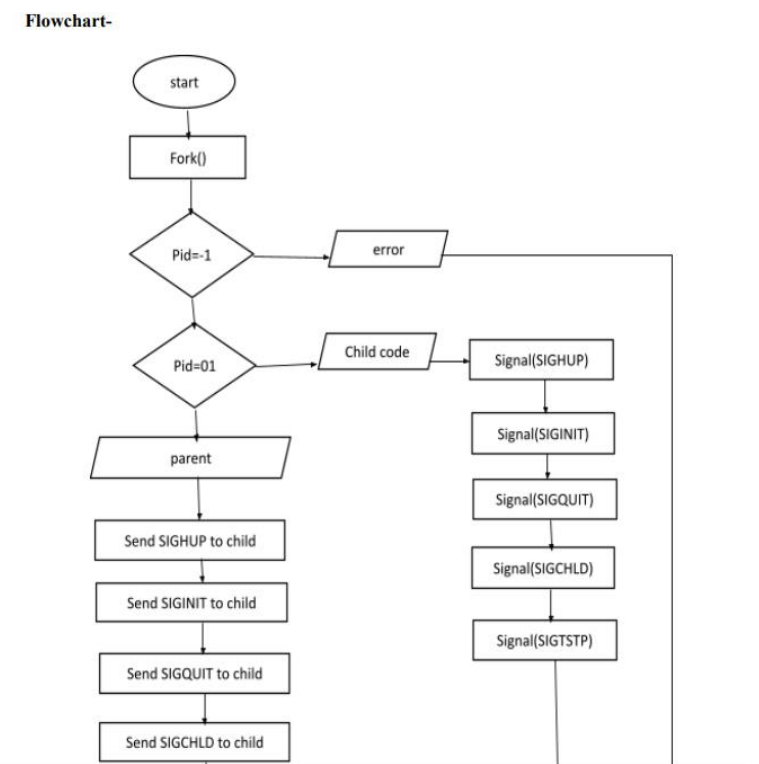 Flowchart-
start
Fork()
Pid=-1
error
Pid=01
Child code
Signal(SIGHUP)
Signal(SIGINIT)
parent
Signal(SIGQUIT)
Send SIGHUP to child
Signal(SIGCHLD)
Send SIGINIT to child
Signal(SIGTSTP)
Send SIGQUIT to child
Send SIGCHLD to child